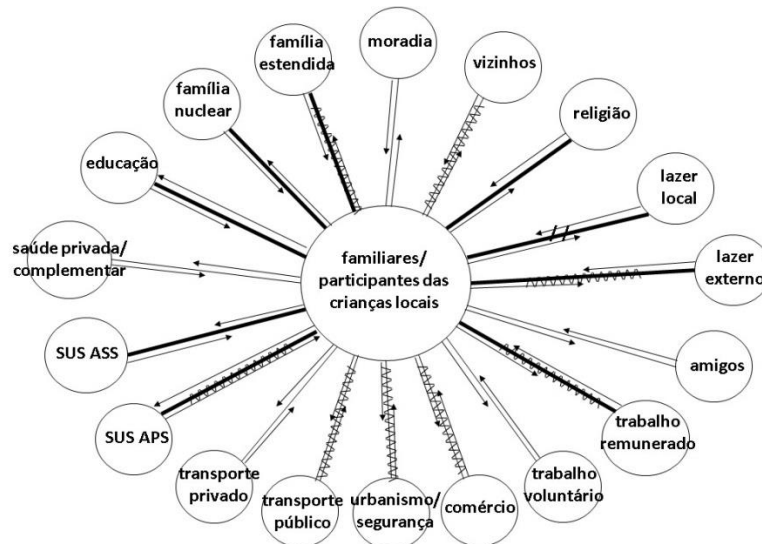 moradia
família
estendida
vizinhos
família
nuclear
religião
educação
lazer
local
saúde privada/
complementar
familiares/
participantes das
crianças locais
lazer
externo
SUS ASS
amigos
SUS APS
trabalho
remunerado
transporte
privado
transporte
público
urbanismo/
segurança
comércio
trabalho
voluntário